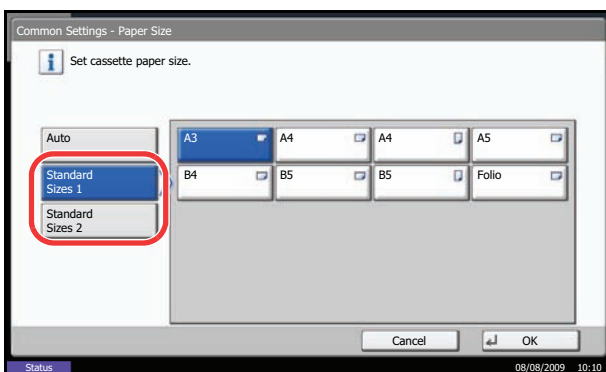 Common Settings - Paper Size
Set cassette paper size.
Auto
A3
A4
A4
A5
Standard
Sizes 1
B4
B5
B5
Folio
Standard
Sizes 2
Cancel
OK
Status
08/08/2009 10:10